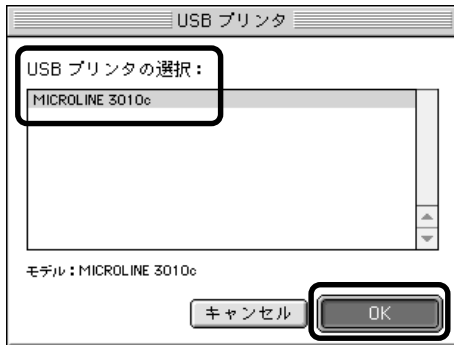 USB プリンタ
USB プリンタの選択：
MICROLINE 3010c
モデル：MICROLINE 3010c
キャンセル OK